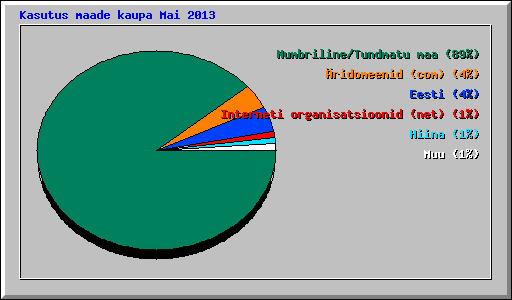 Kasutus maade kaupa Mai 2013
Numbriline/Tundmatu maa (89%)
Äridomeenid (com) (4%)
Eesti (4%)
Interneti organisatsioonid (net) (1%)
Hiina (1%)
Muu (1%)